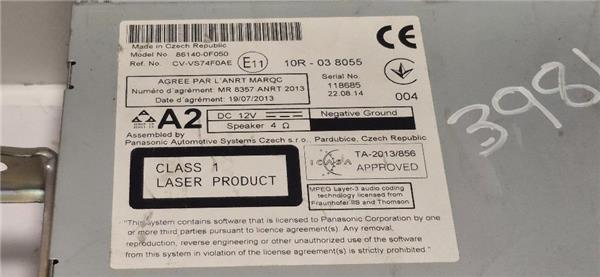 Made in Czech Republic
Model No. 86140-0F050
Ref. No. CV-VS74F0AE E11 10R - 03 8055 CE
AGREE PAR L'ANRT MAROC
Numéro d'agrément: MR 8357 ANRT 2013
Date d'agrément: 19/07/2013
Serial No.
118685
22.08.14
004
A2 DC 12V Negative Ground
Speaker 4 Ω
Assembled by
Panasonic Automotive Systems Czech s.r.o., Pardubice, Czech Republic
CLASS 1
LASER PRODUCT
ICASA TA-2013/856
APPROVED
MPEG Layer-3 audio coding
technology licensed from
Fraunhofer IIS and Thomson
"This system contains software that is licensed to Panasonic Corporation by one
or more third parties pursuant to licence agreement(s). Any removal,
reproduction, reverse engineering or other unauthorized use of the software
from this system in violation of the licence agreement(s) is strictly prohibited."
398